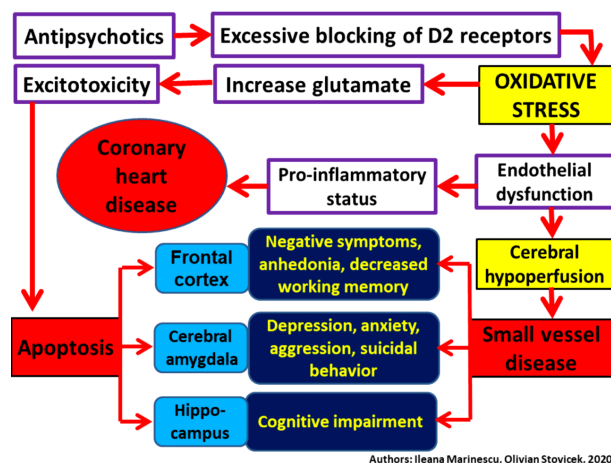 Antipsychotics
Excessive blocking of D2 receptors
Excitotoxicity
Increase glutamate
OXIDATIVE
STRESS
Coronary
heart
disease
Pro-inflammatory
status
Endothelial
dysfunction
Frontal
cortex
Negative symptoms,
anhedonia, decreased
working memory
Cerebral
hypoperfusion
Apoptosis
Cerebral
amygdala
Depression, anxiety,
aggression, suicidal
behavior
Small vessel
disease
Hippo-
campus
Cognitive impairment
Authors: Ileana Marinescu, Olivian Stovicek, 2020